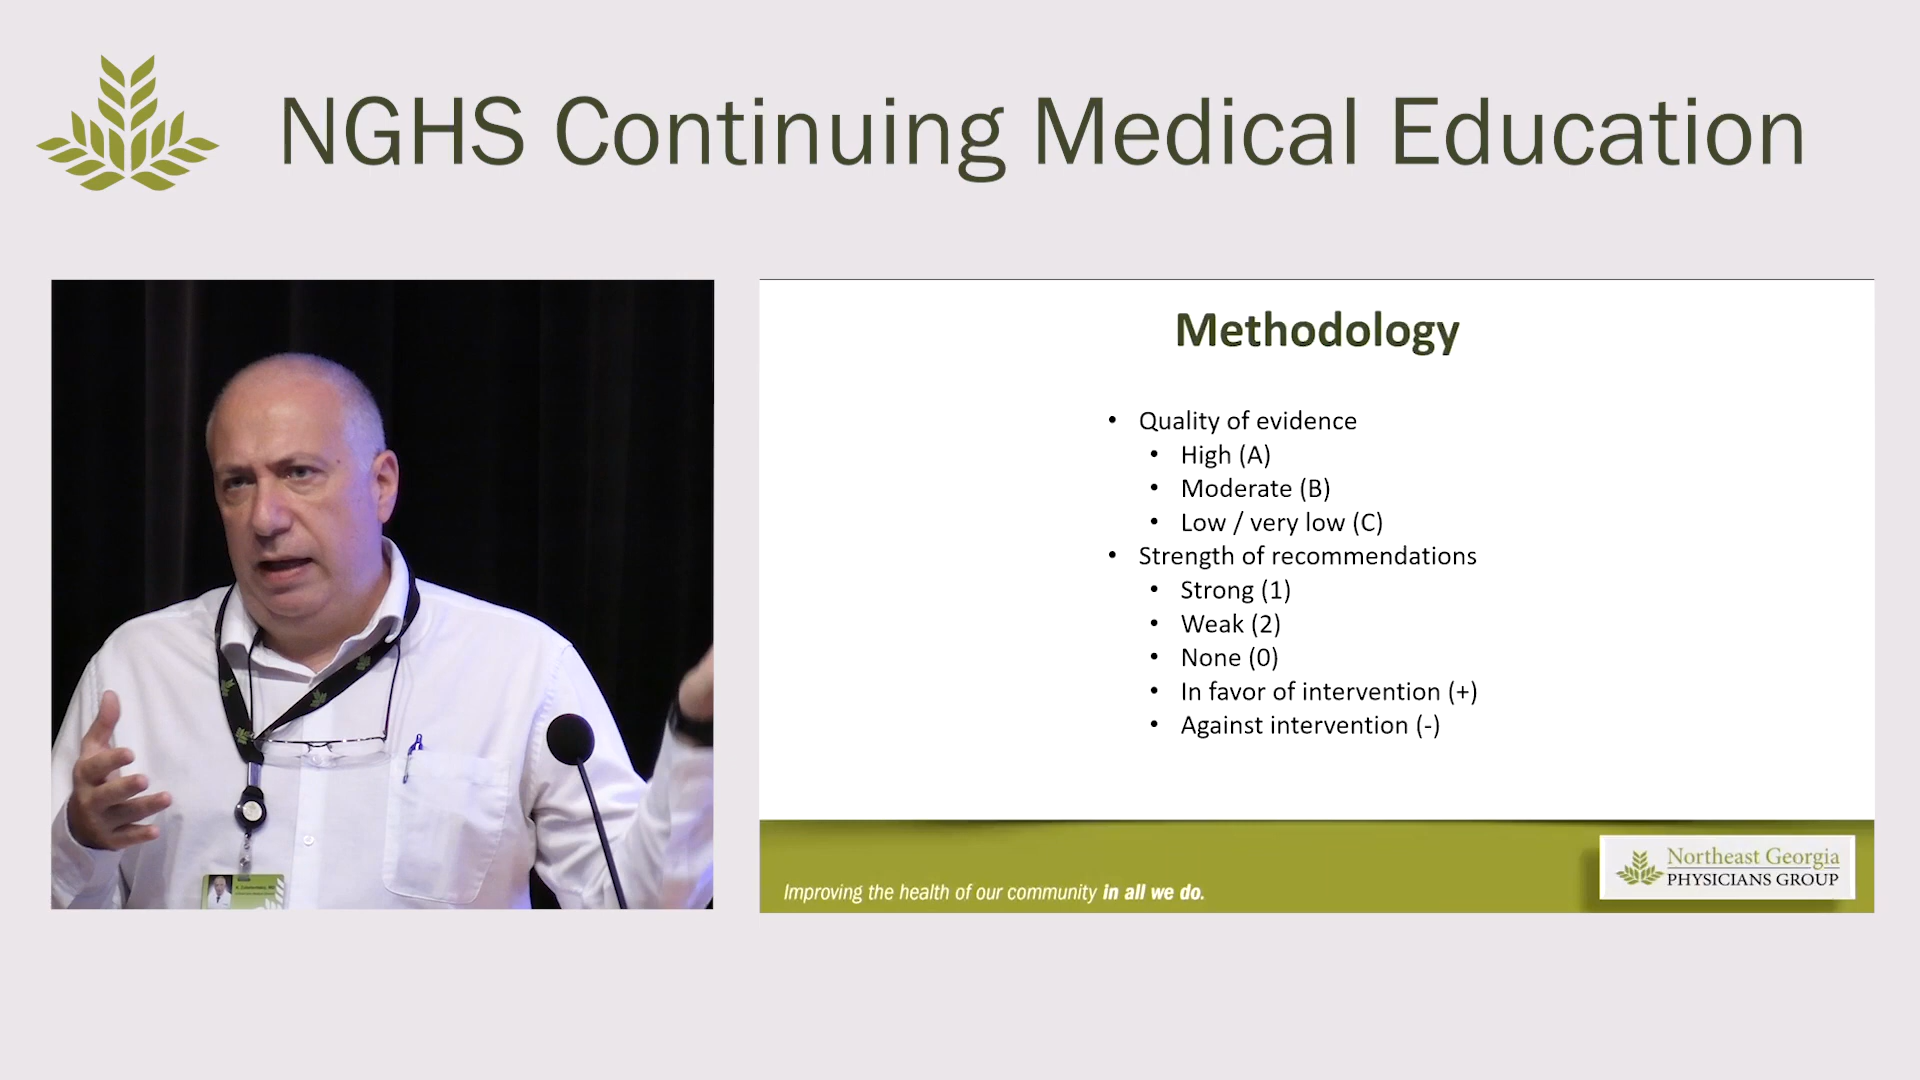 NGHS Continuing Medical Education
Methodology
• Quality of evidence
• High (A)
• Moderate (B)
• Low / very low (C)
• Strength of recommendations
• Strong (1)
• Weak (2)
• None (0)
• In favor of intervention (+)
• Against intervention (-)
Improving the health of our community in all we do.
Northeast Georgia
PHYSICIANS GROUP